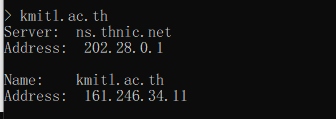 > kmitl.ac.th
Server:  ns.thnic.net
Address:  202.28.0.1

Name:    kmitl.ac.th
Address:  161.246.34.11